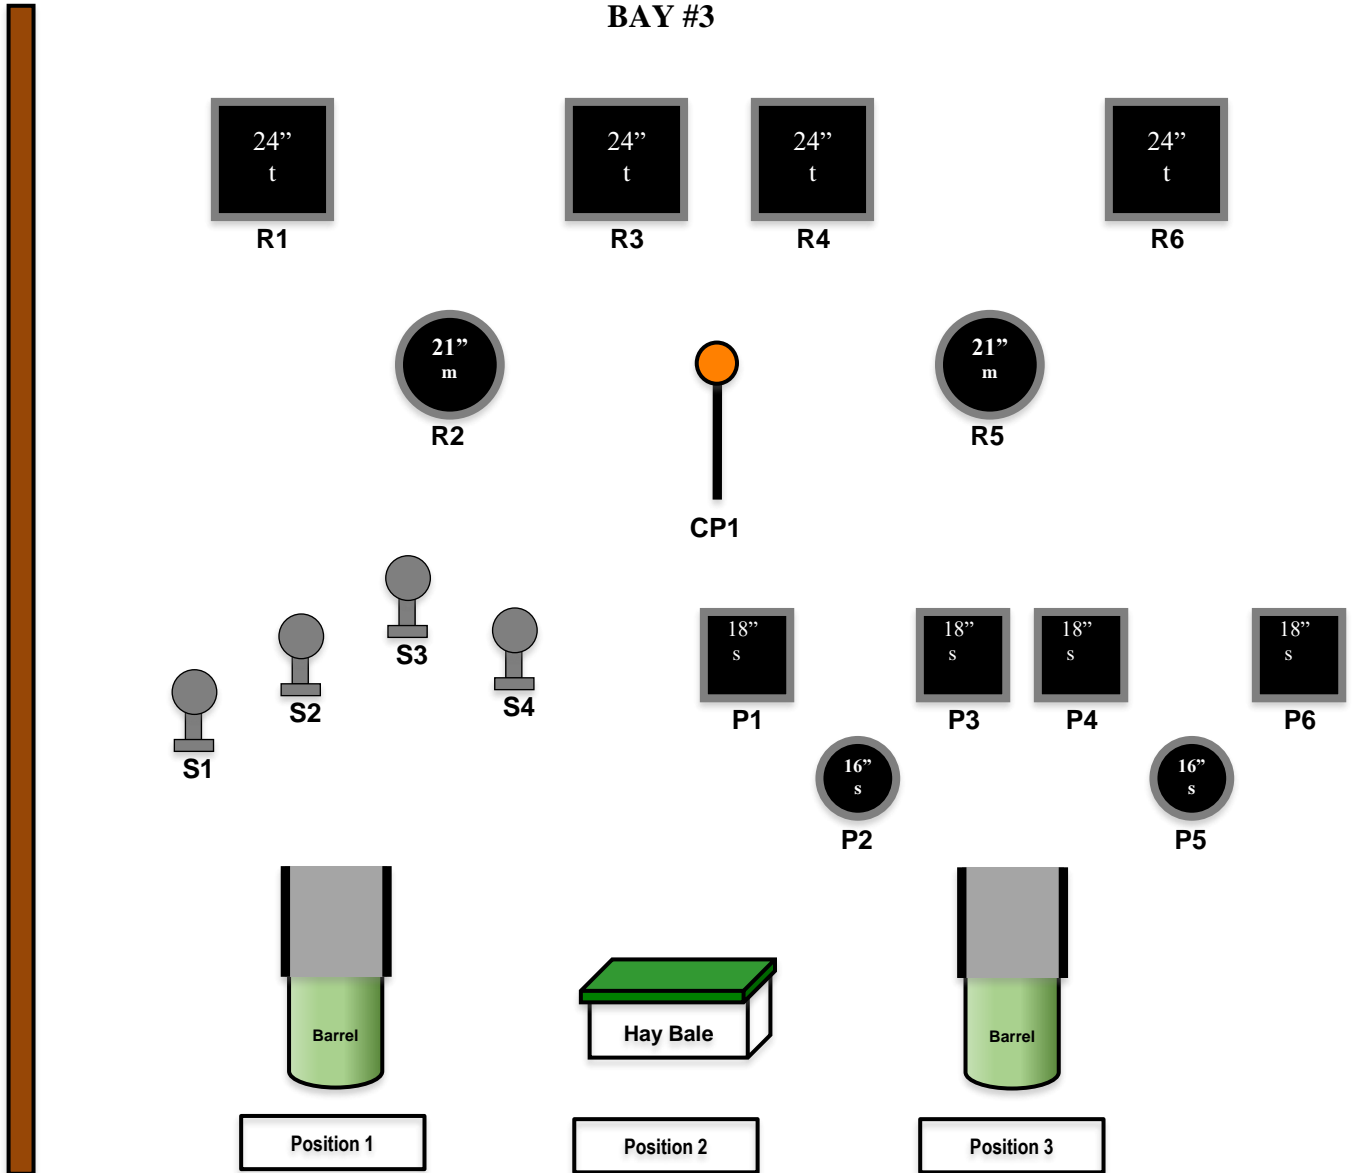 BAY #3
24”
t
24”
t
24”
t
24”
t
R1
R3
R4
R6
21”
m
21”
m
R2
R5
CP1
S3
S2
S4
S1
18”
s
18”
s
18”
s
18”
s
P1
P3
P4
P6
16”
s
16”
s
P2
P5
Barrel
Hay Bale
Barrel
Position 1
Position 2
Position 3